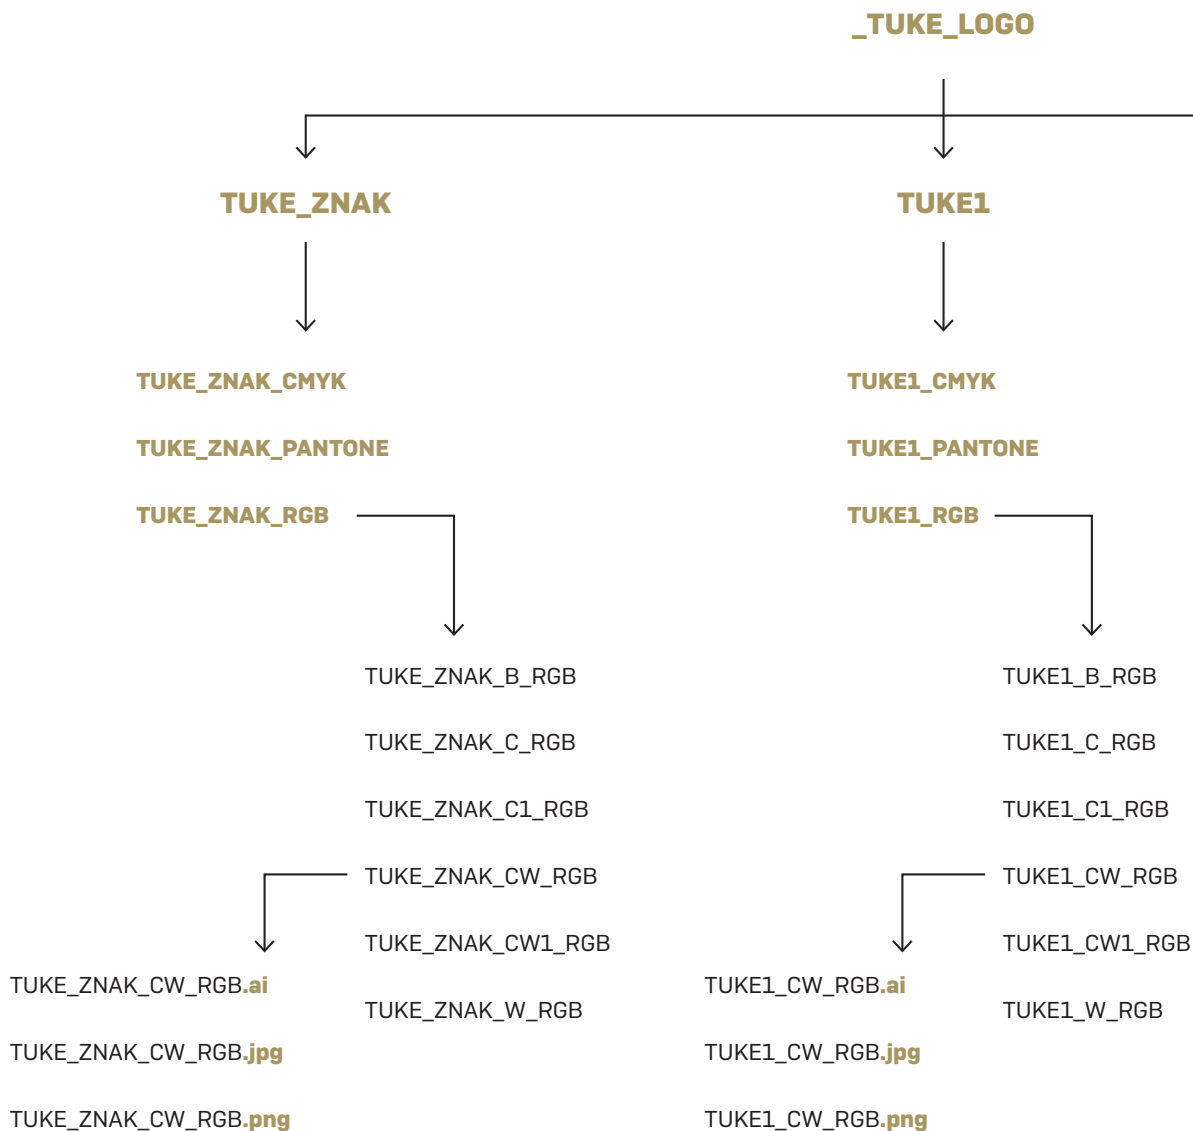 _TUKE_LOGO
TUKE_ZNAK
TUKE1
TUKE_ZNAK_CMYK
TUKE1_CMYK
TUKE_ZNAK_PANTONE
TUKE1_PANTONE
TUKE_ZNAK_RGB
TUKE1_RGB
TUKE_ZNAK_B_RGB
TUKE1_B_RGB
TUKE_ZNAK_C_RGB
TUKE1_C_RGB
TUKE_ZNAK_C1_RGB
TUKE1_C1_RGB
TUKE_ZNAK_CW_RGB
TUKE1_CW_RGB
TUKE_ZNAK_CW1_RGB
TUKE1_CW1_RGB
TUKE_ZNAK_CW_RGB.ai
TUKE1_CW_RGB.ai
TUKE_ZNAK_W_RGB
TUKE1_W_RGB
TUKE_ZNAK_CW_RGB.jpg
TUKE1_CW_RGB.jpg
TUKE_ZNAK_CW_RGB.png
TUKE1_CW_RGB.png